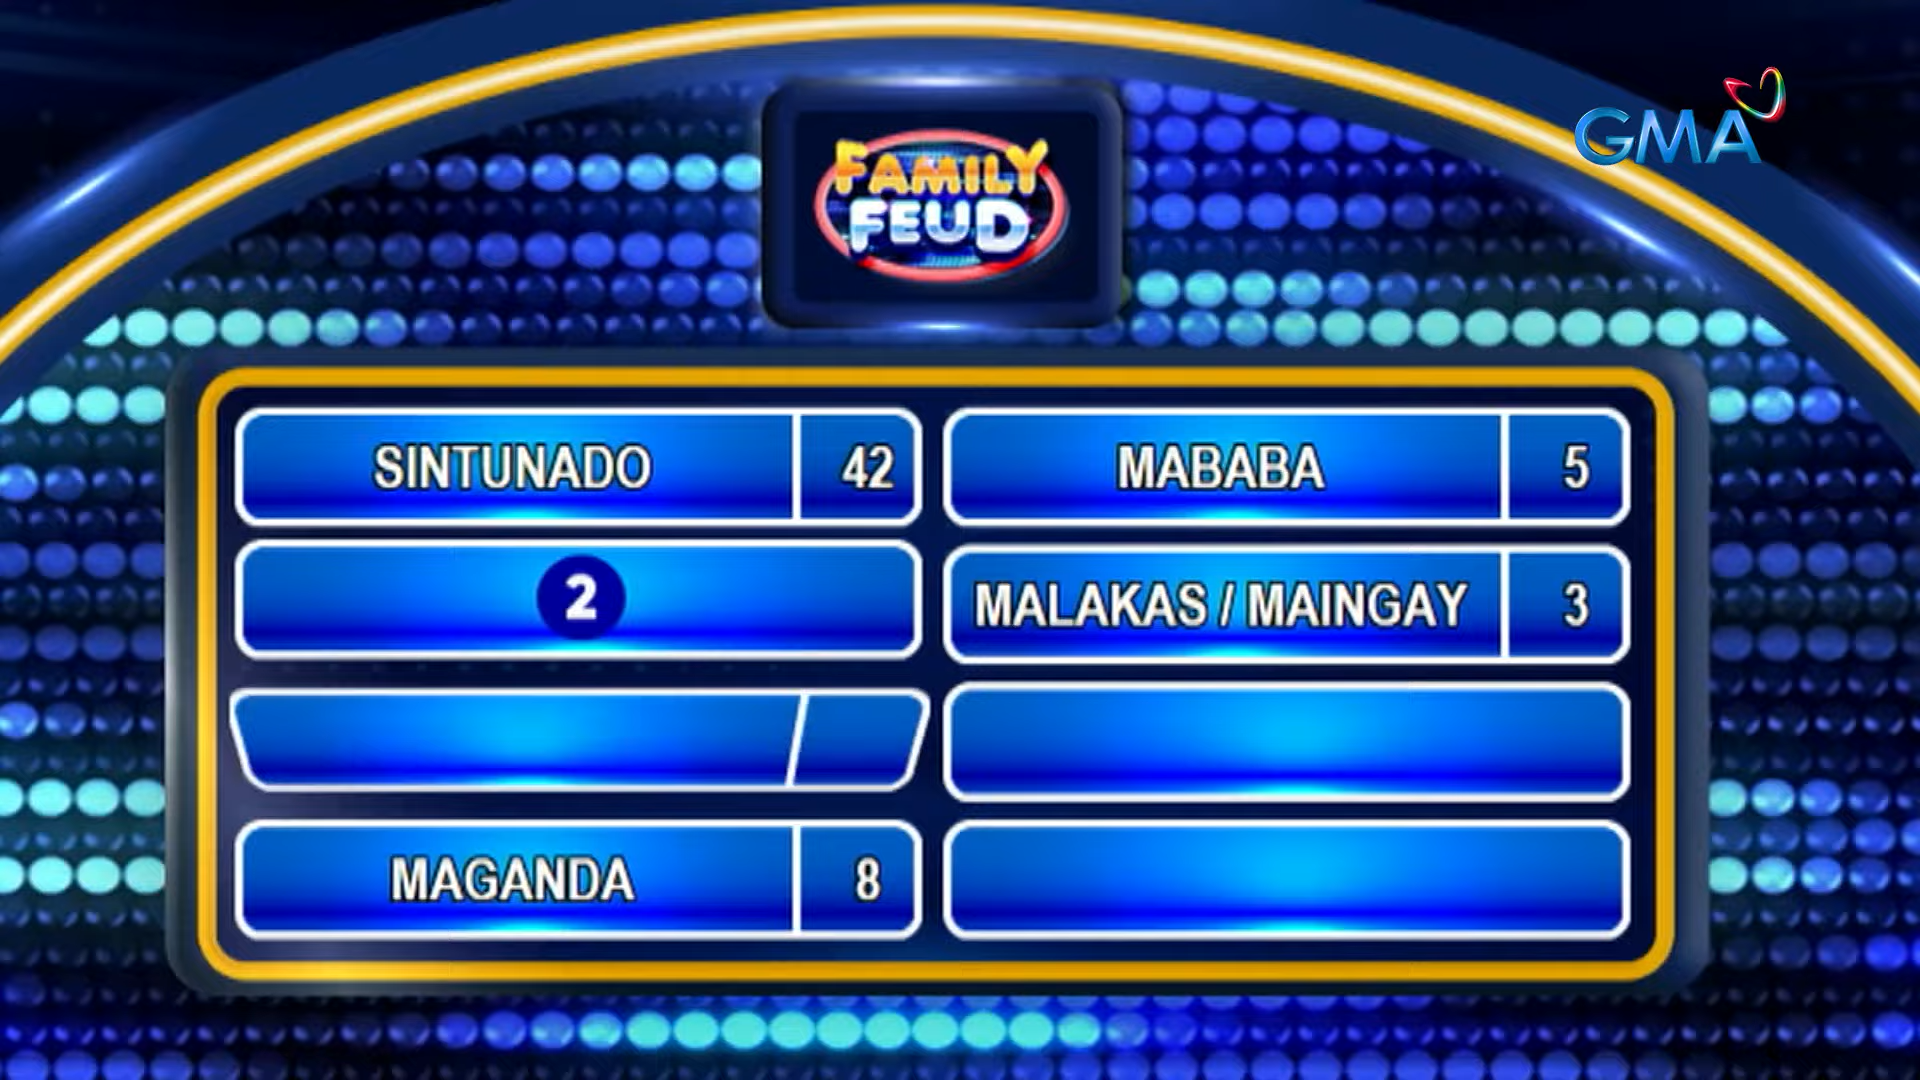 GMA
FAMILY
FEUD
SINTUNADO 42
2
MAGANDA 8
MABABA 5
MALAKAS / MAINGAY 3